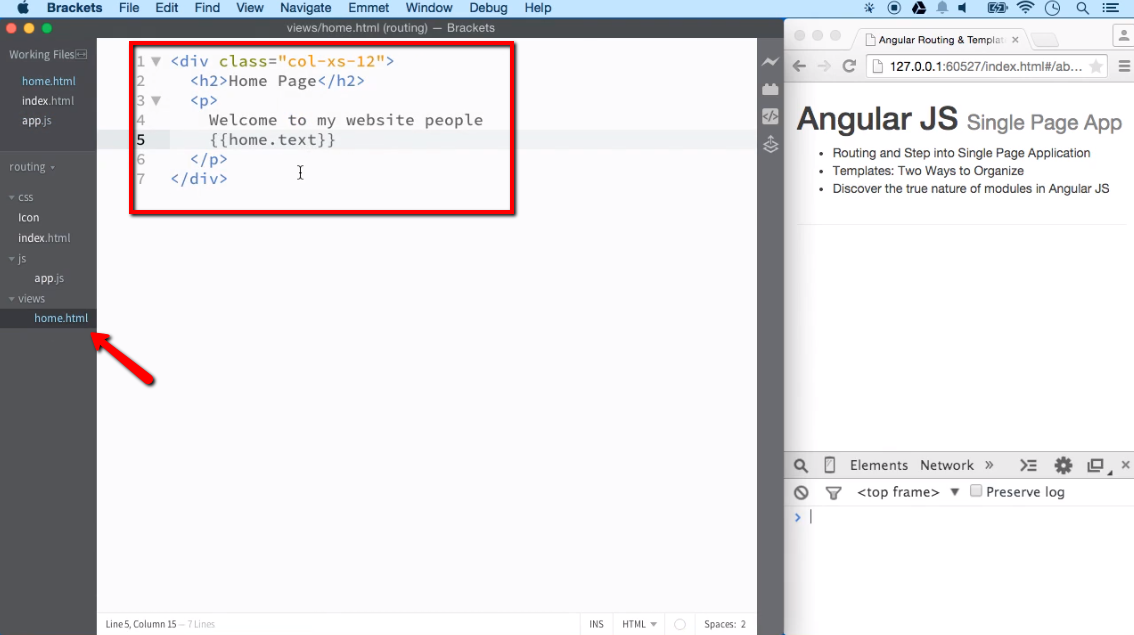 Brackets File Edit Find View Navigate Emmet Window Debug Help
views/home.html (routing) — Brackets
Working Files
home.html
index.html
app.js
routing
css
Icon
index.html
js
app.js
views
home.html
1 <div class="col-xs-12">
2 <h2>Home Page</h2>
3 <p>
4 Welcome to my website people
5 {{home.text}}
6 </p>
7 </div>
Line 5, Column 15 — 7 Lines
INS HTML Spaces: 2
Angular Routing & Templat
127.0.0.1:60527/index.html#/ab...
Angular JS Single Page App
• Routing and Step into Single Page Application
• Templates: Two Ways to Organize
• Discover the true nature of modules in Angular JS
Elements Network »
<top frame> Preserve log
>